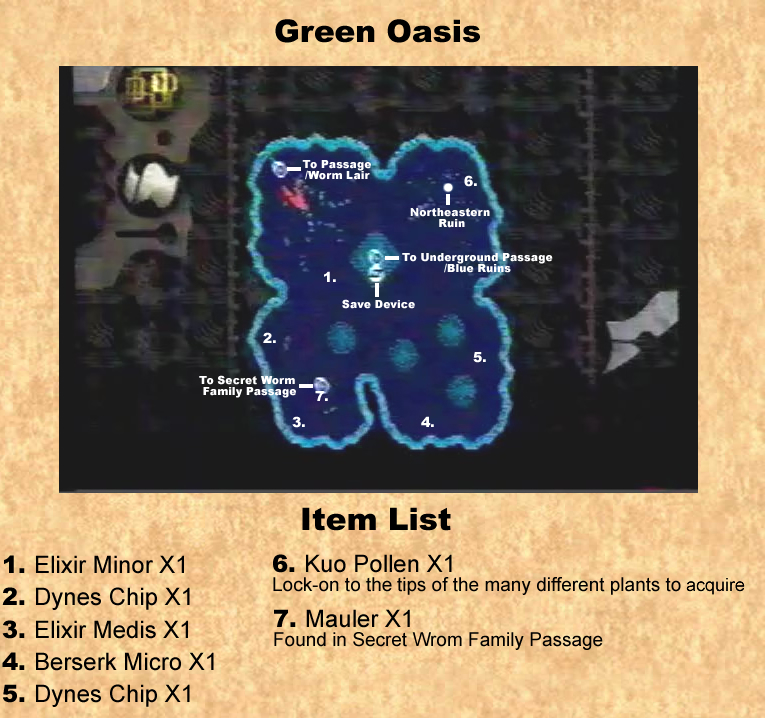 Green Oasis
To Passage
/Worm Lair
6.
Northeastern
Ruin
To Underground Passage
/Blue Ruins
1.
Save Device
2.
5.
To Secret Worm
Family Passage
7.
3.
4.
Item List
1. Elixir Minor X1
2. Dynes Chip X1
3. Elixir Medis X1
4. Berserk Micro X1
5. Dynes Chip X1
6. Kuo Pollen X1
Lock-on to the tips of the many different plants to acquire
7. Mauler X1
Found in Secret Wrom Family Passage